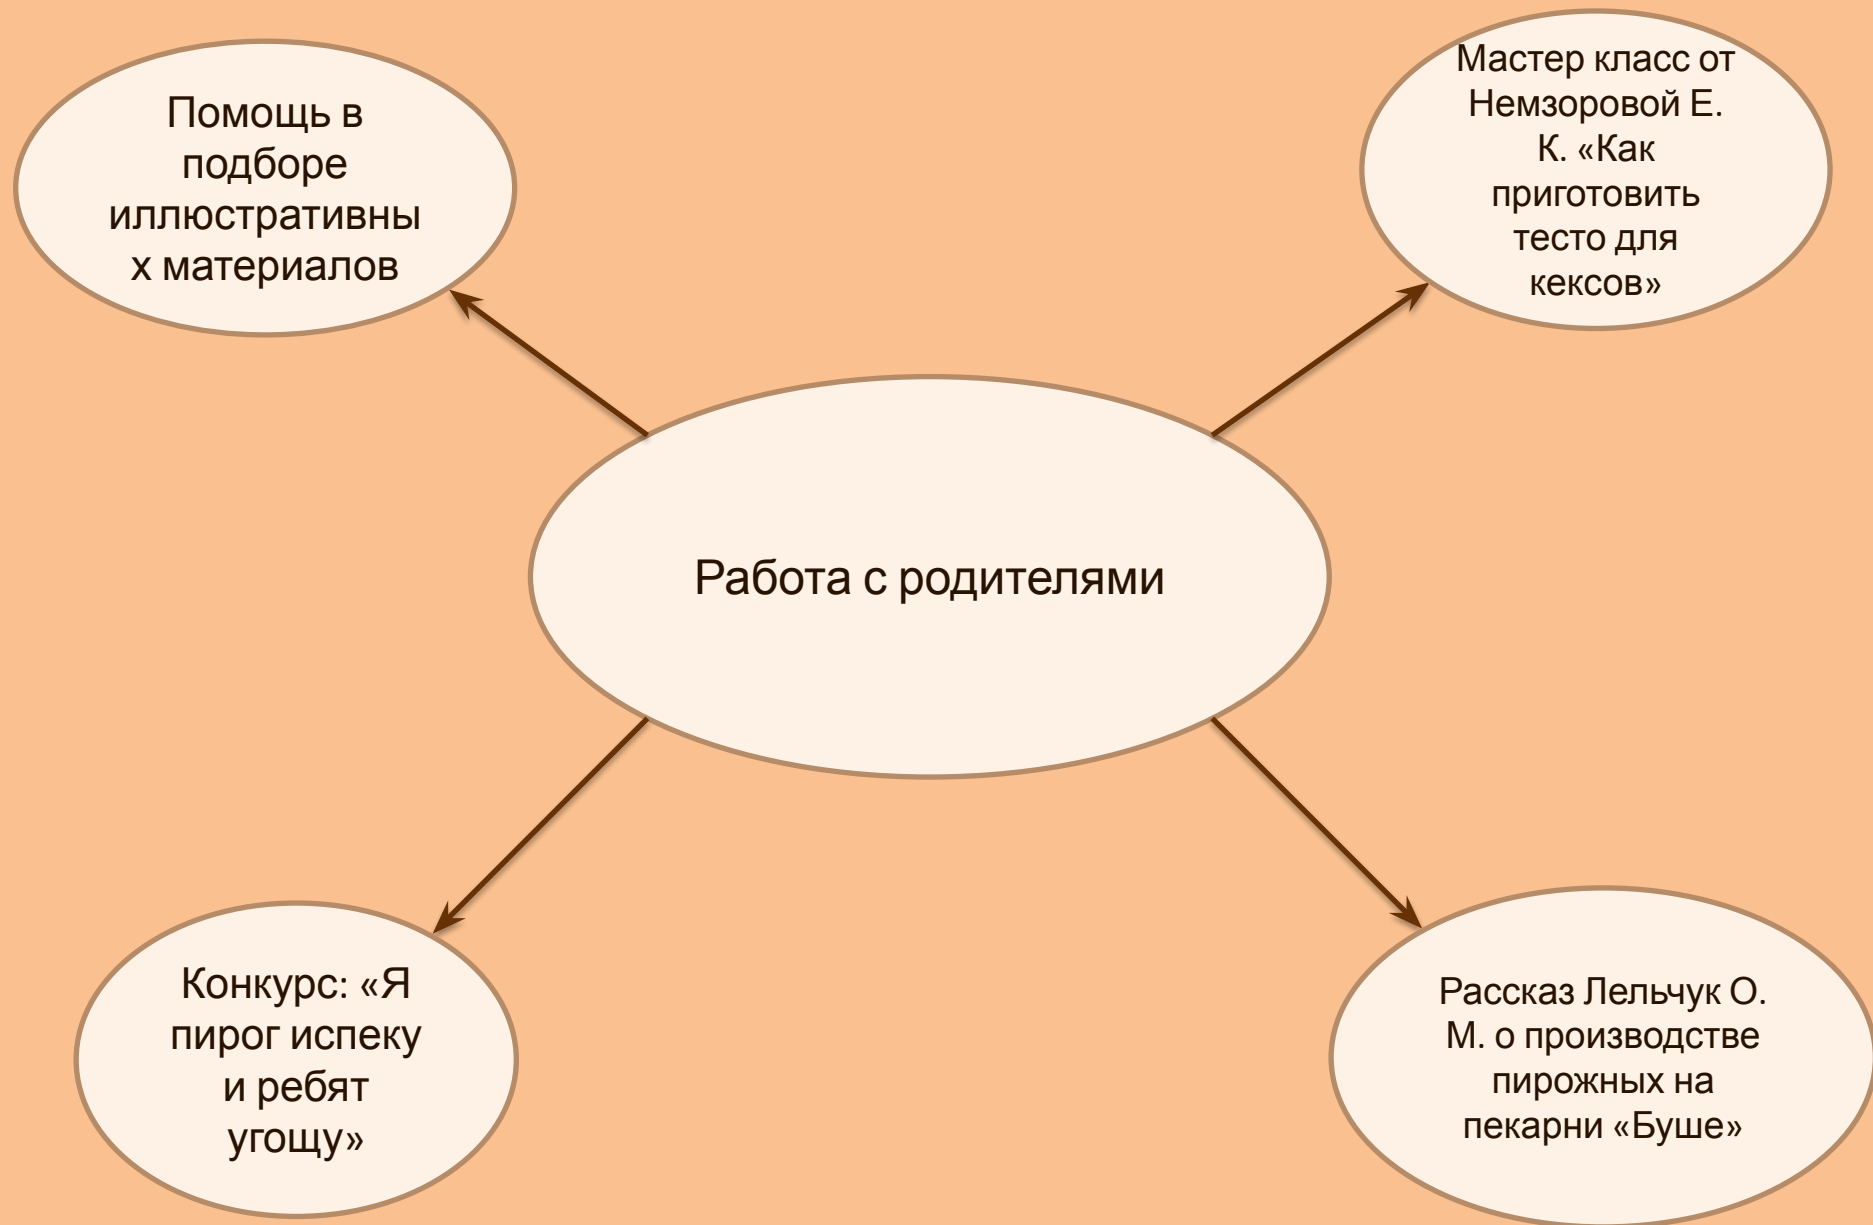 Помощь в
подборе
иллюстративны
х материалов
Мастер класс от
Немзоровой Е.
К. «Как
приготовить
тесто для
кексов»
Работа с родителями
Конкурс: «Я
пирог испеку
и ребят
угощу»
Рассказ Лельчук О.
М. о производстве
пирожных на
пекарни «Буше»